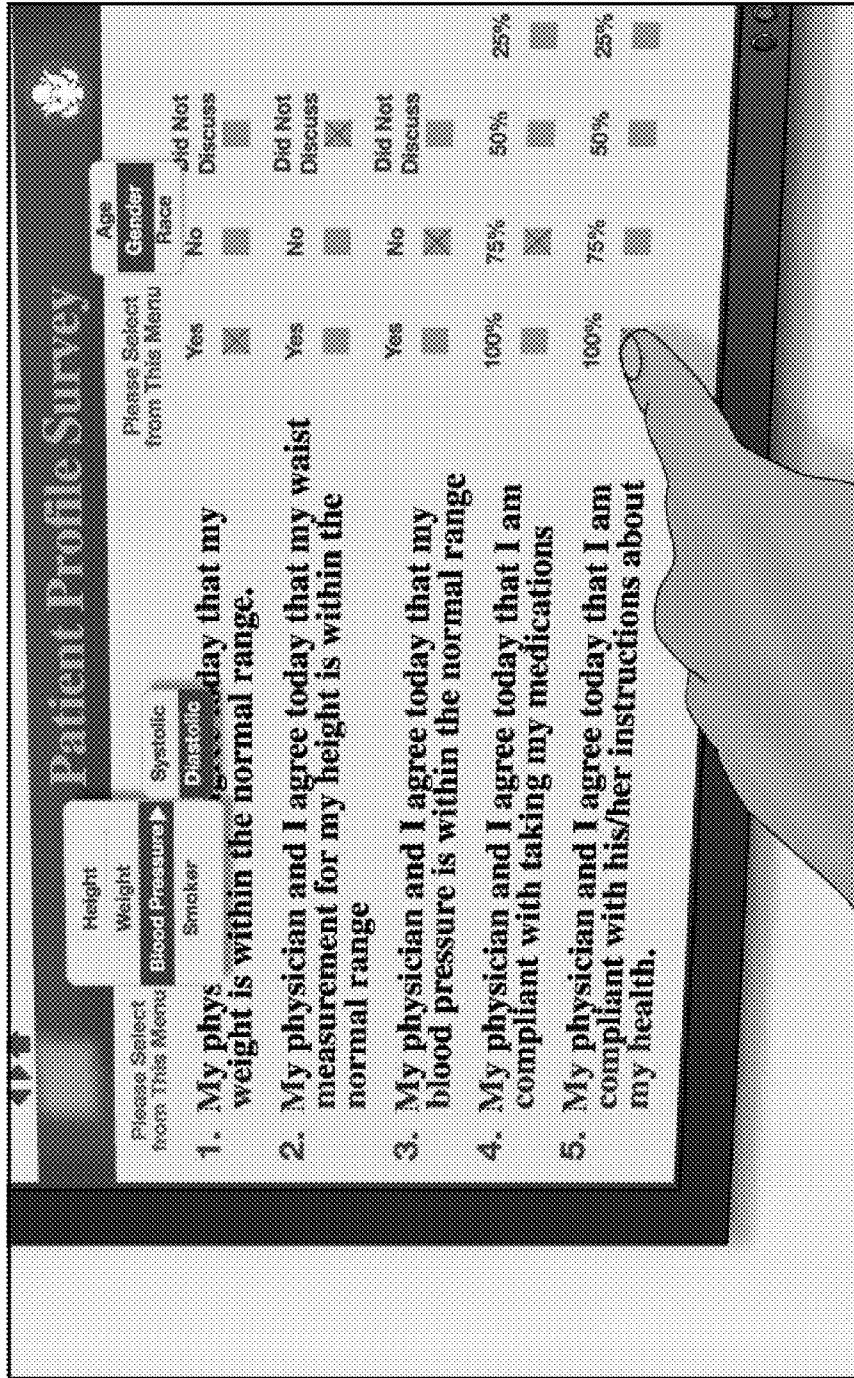 Patient Profile Survey
Please Select
from This Menu
Height
Weight
Blood Pressure ▶
Smoker
Systolic
Diastolic
Please Select
from This Menu
Age
Gender
Race
1. My phys agree today that my
weight is within the normal range.
Yes No Did Not
Discuss
2. My physician and I agree today that my waist
measurement for my height is within the
normal range
Yes No Did Not
Discuss
3. My physician and I agree today that my
blood pressure is within the normal range
Yes No Did Not
Discuss
4. My physician and I agree today that I am
compliant with taking my medications
100% 75% 50% 25%
5. My physician and I agree today that I am
compliant with his/her instructions about
my health.
100% 75% 50% 25%